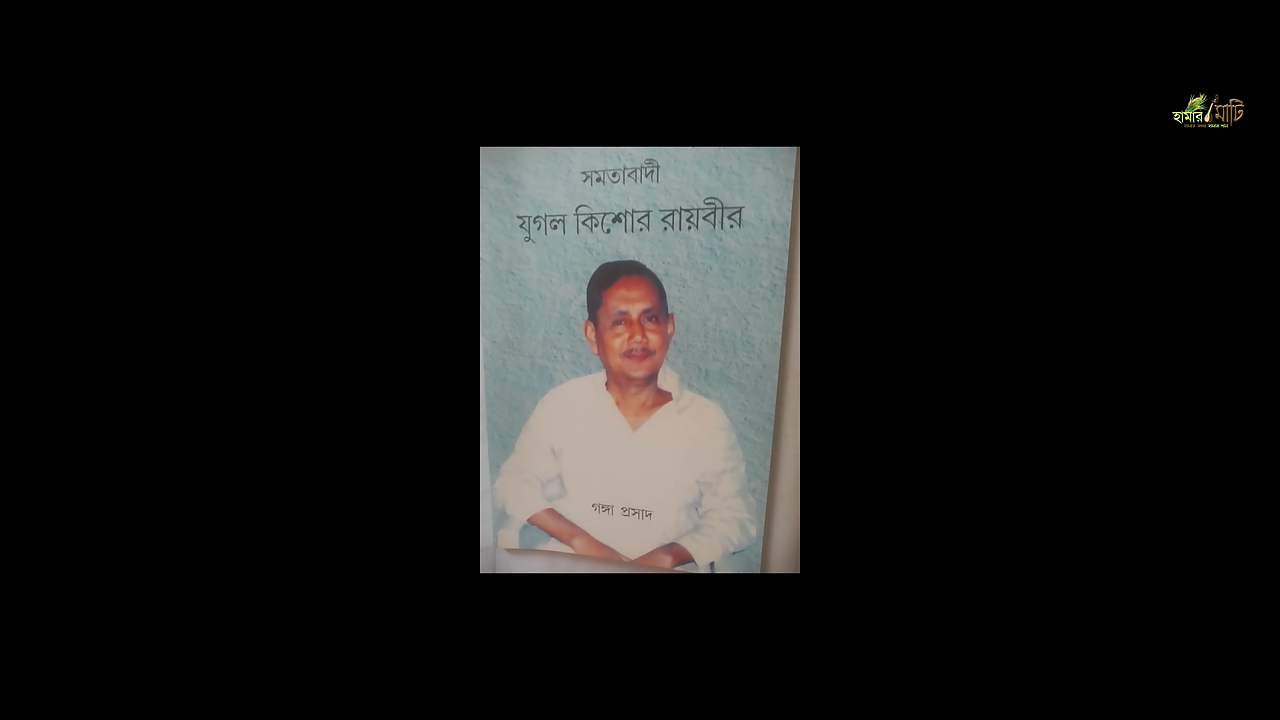 হামার মাটি
সমতাবাদী
যুগল কিশোর রায়বীর
গঙ্গা প্রসাদ